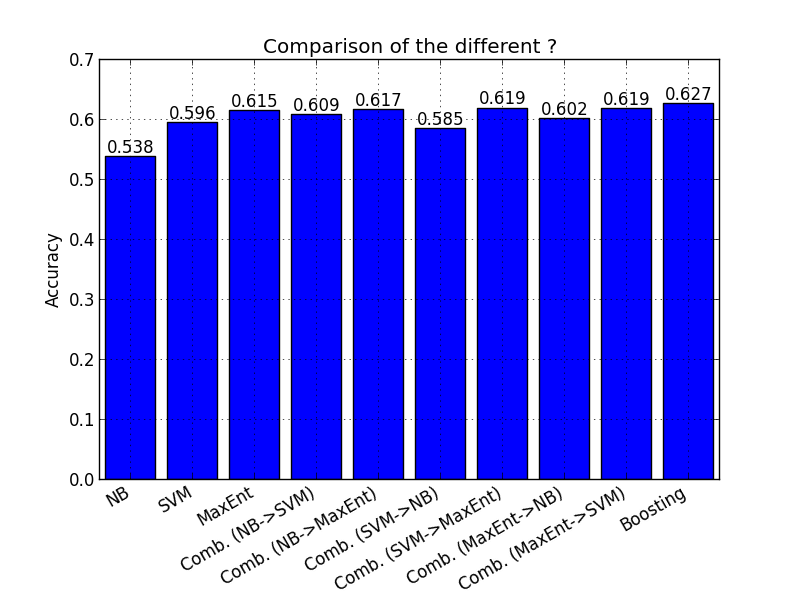 Comparison of the different ?
Accuracy
0.7
0.6
0.5
0.4
0.3
0.2
0.1
0.0
0.538
0.596
0.615
0.609
0.617
0.585
0.619
0.602
0.619
0.627
NB
SVM
MaxEnt
Comb. (NB->SVM)
Comb. (NB->MaxEnt)
Comb. (SVM->NB)
Comb. (SVM->MaxEnt)
Comb. (MaxEnt->NB)
Comb. (MaxEnt->SVM)
Boosting